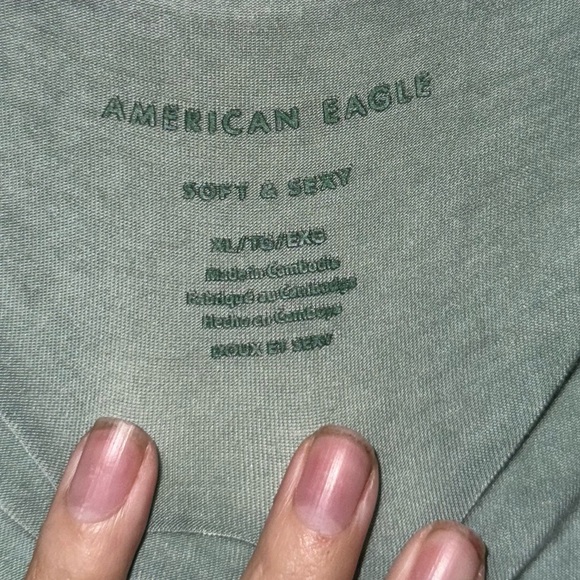 AMERICAN EAGLE
SOFT & SEXY
XL/TG/EXG
Made in Cambodia
Fabriqué au Cambodge
Hecho en Camboya
DOUX ET SEXY